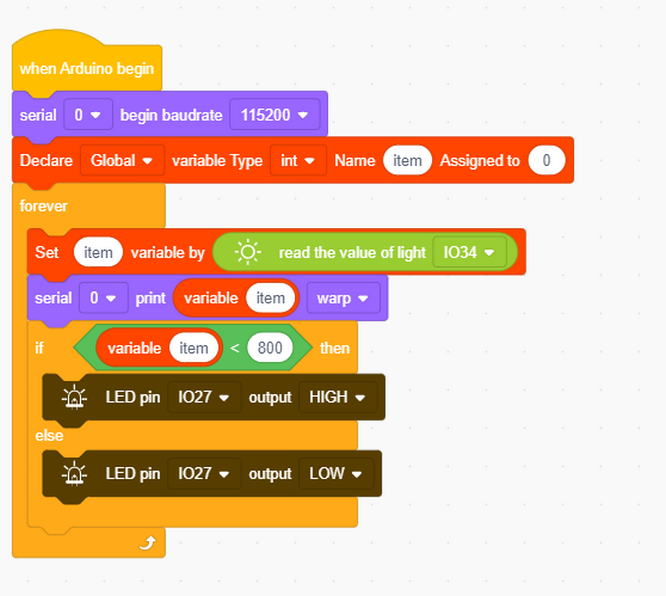 when Arduino begin
serial 0 begin baudrate 115200
Declare Global variable Type int Name item Assigned to 0
forever
Set item variable by read the value of light IO34
serial 0 print variable item warp
if variable item < 800 then
LED pin IO27 output HIGH
else
LED pin IO27 output LOW